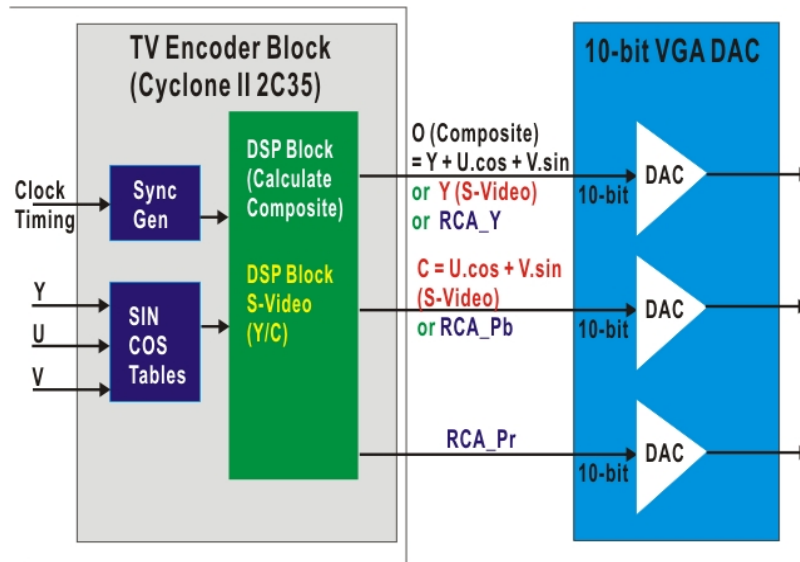 TV Encoder Block
(Cyclone II 2C35)
10-bit VGA DAC
Clock
Timing
Sync
Gen
Y
U
V
SIN
COS
Tables
DSP Block
(Calculate
Composite)
DSP Block
S-Video
(Y/C)
O (Composite)
= Y + U.cos + V.sin
or Y (S-Video)
or RCA_Y
10-bit
DAC
C = U.cos + V.sin
(S-Video)
or RCA_Pb
10-bit
DAC
RCA_Pr
10-bit
DAC